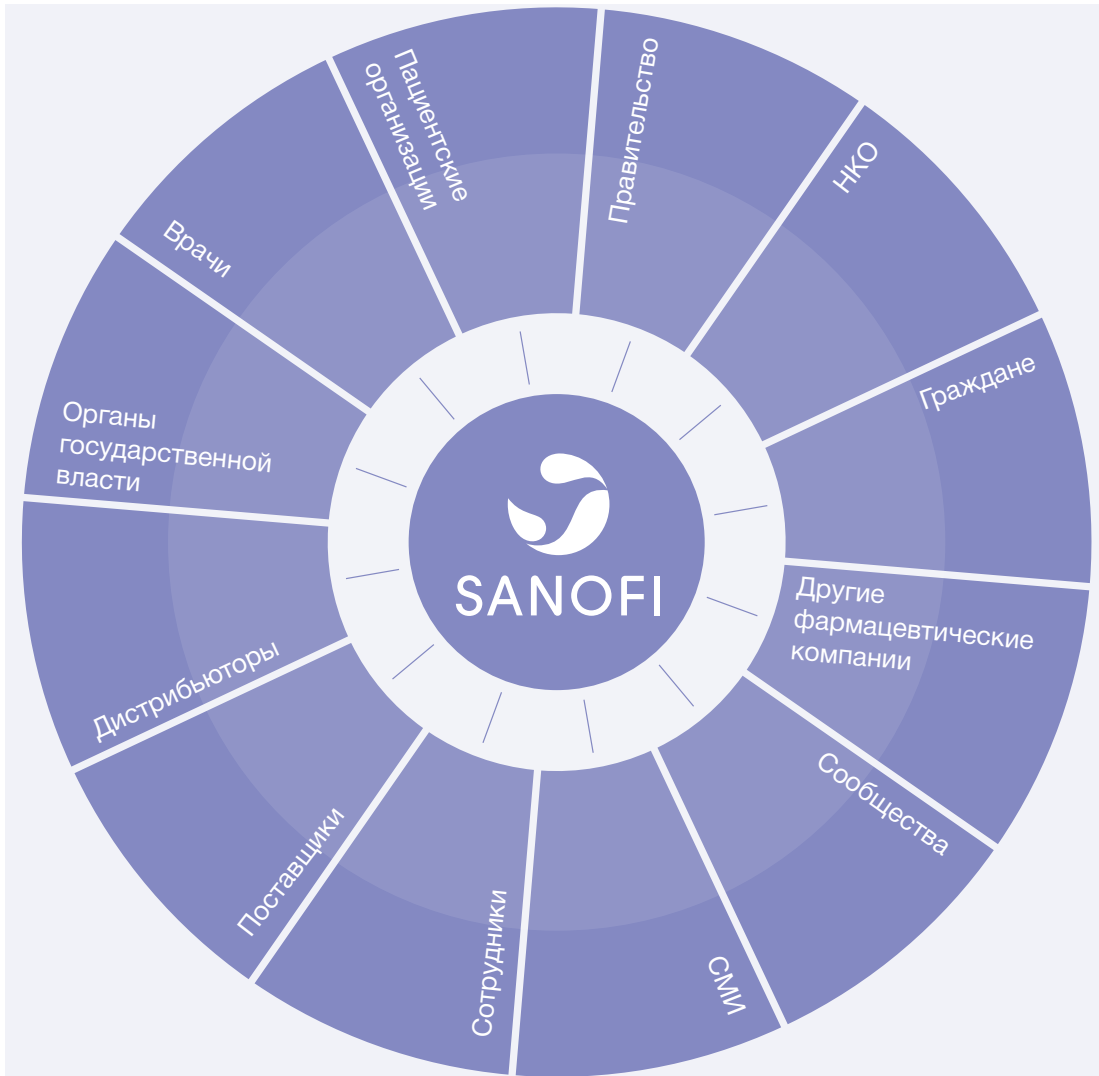 Пациентские
организации
Правительство
НКО
Граждане
Другие
фармацевтические
компании
Сообщества
СМИ
Сотрудники
Поставщики
Дистрибьюторы
Органы
государственной
власти
Врачи
SANOFI